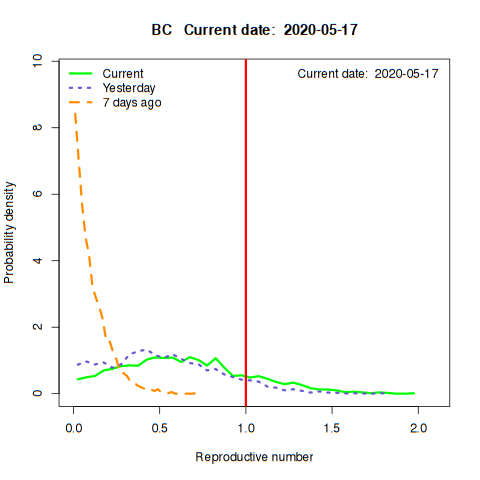 BC   Current date:  2020-05-17
Current
Yesterday
7 days ago
Current date:  2020-05-17
Probability density
10
8
6
4
2
0
0.0
0.5
1.0
1.5
2.0
Reproductive number